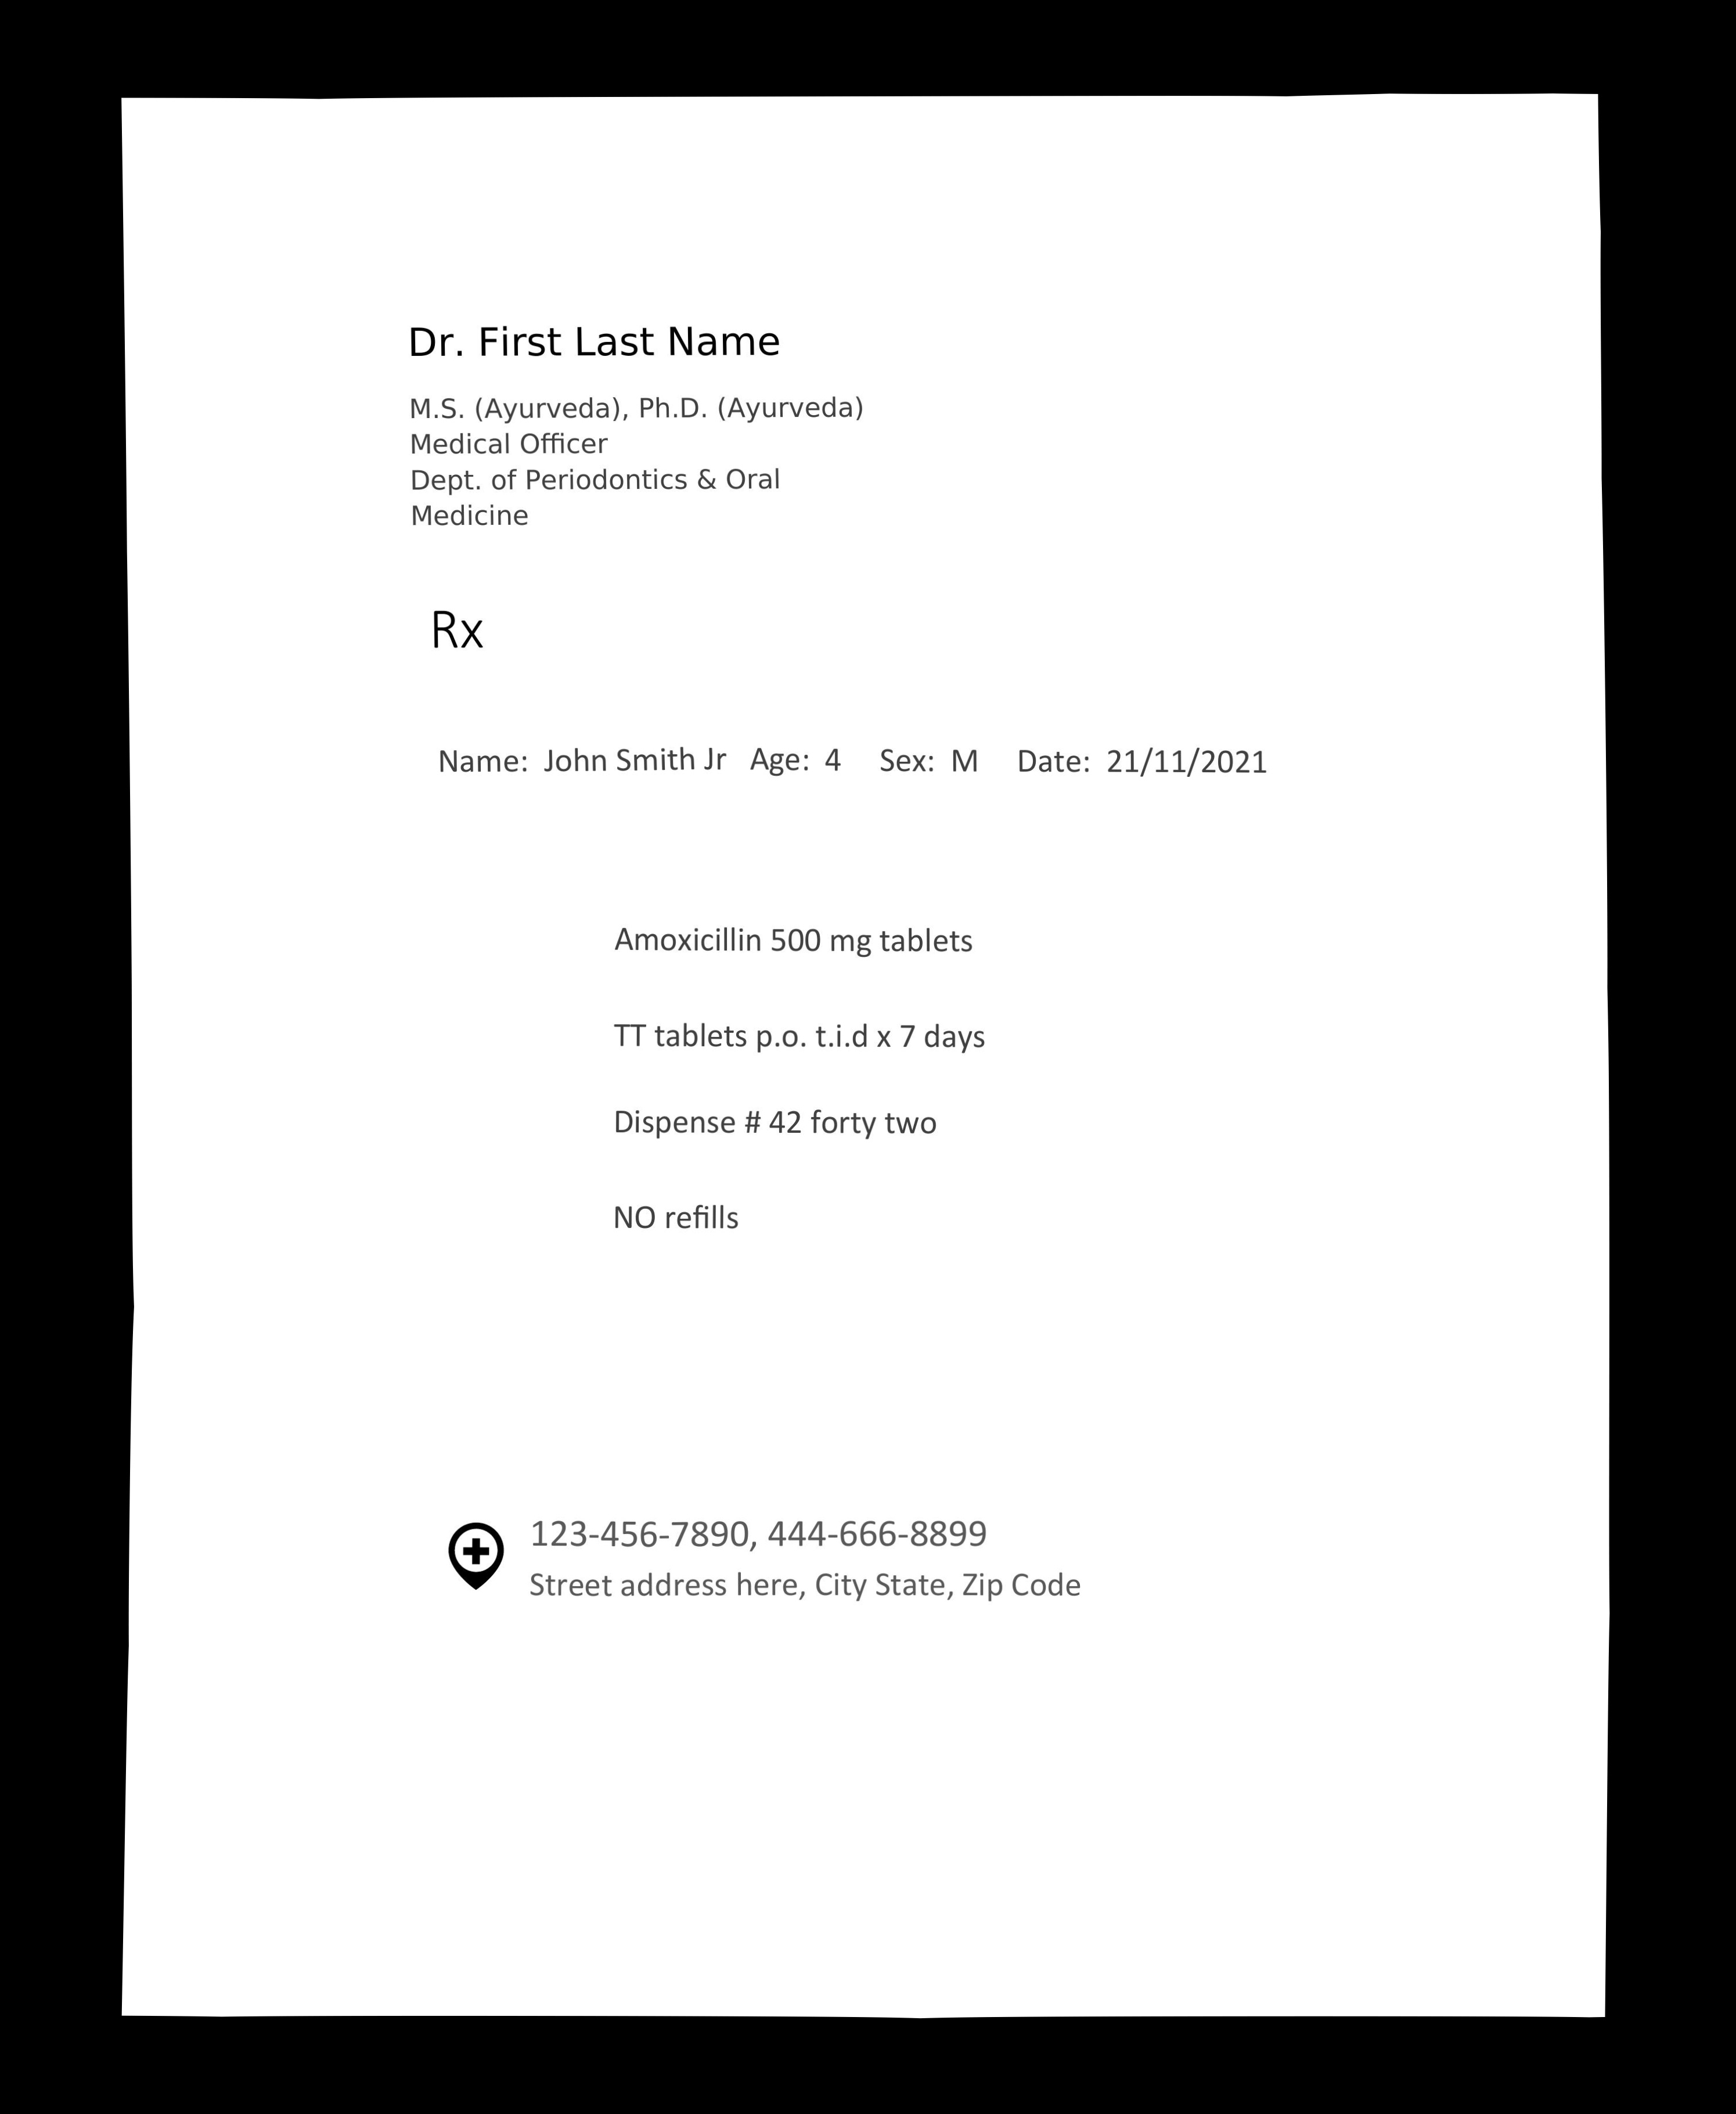 Dr. First Last Name
M.S. (Ayurveda), Ph.D. (Ayurveda)
Medical Officer
Dept. of Periodontics & Oral
Medicine
Rx
Name: John Smith Jr Age: 4 Sex: M Date: 21/11/2021
Amoxicillin 500 mg tablets
TT tablets p.o. t.i.d x 7 days
Dispense # 42 forty two
NO refills
123-456-7890, 444-666-8899
Street address here, City State, Zip Code